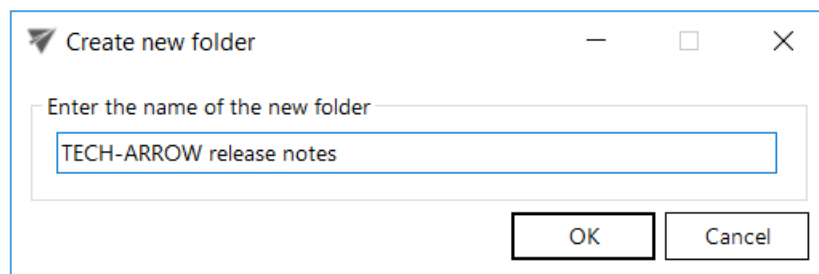 Create new folder
Enter the name of the new folder
TECH-ARROW release notes
OK Cancel